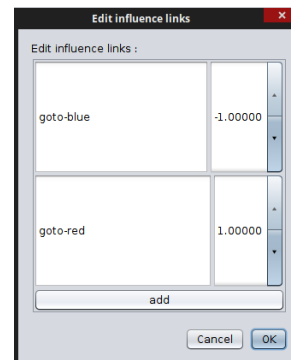 Edit influence links
Edit influence links :
goto-blue -1.00000
goto-red 1.00000
add
Cancel OK